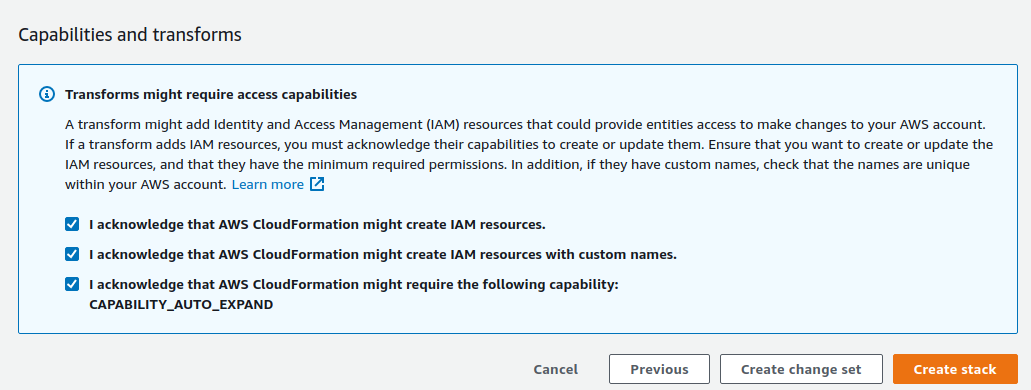 Capabilities and transforms
Transforms might require access capabilities
A transform might add Identity and Access Management (IAM) resources that could provide entities access to make changes to your AWS account.
If a transform adds IAM resources, you must acknowledge their capabilities to create or update them. Ensure that you want to create or update the
IAM resources, and that they have the minimum required permissions. In addition, if they have custom names, check that the names are unique
within your AWS account. Learn more
I acknowledge that AWS CloudFormation might create IAM resources.
I acknowledge that AWS CloudFormation might create IAM resources with custom names.
I acknowledge that AWS CloudFormation might require the following capability:
CAPABILITY_AUTO_EXPAND
Cancel Previous Create change set Create stack